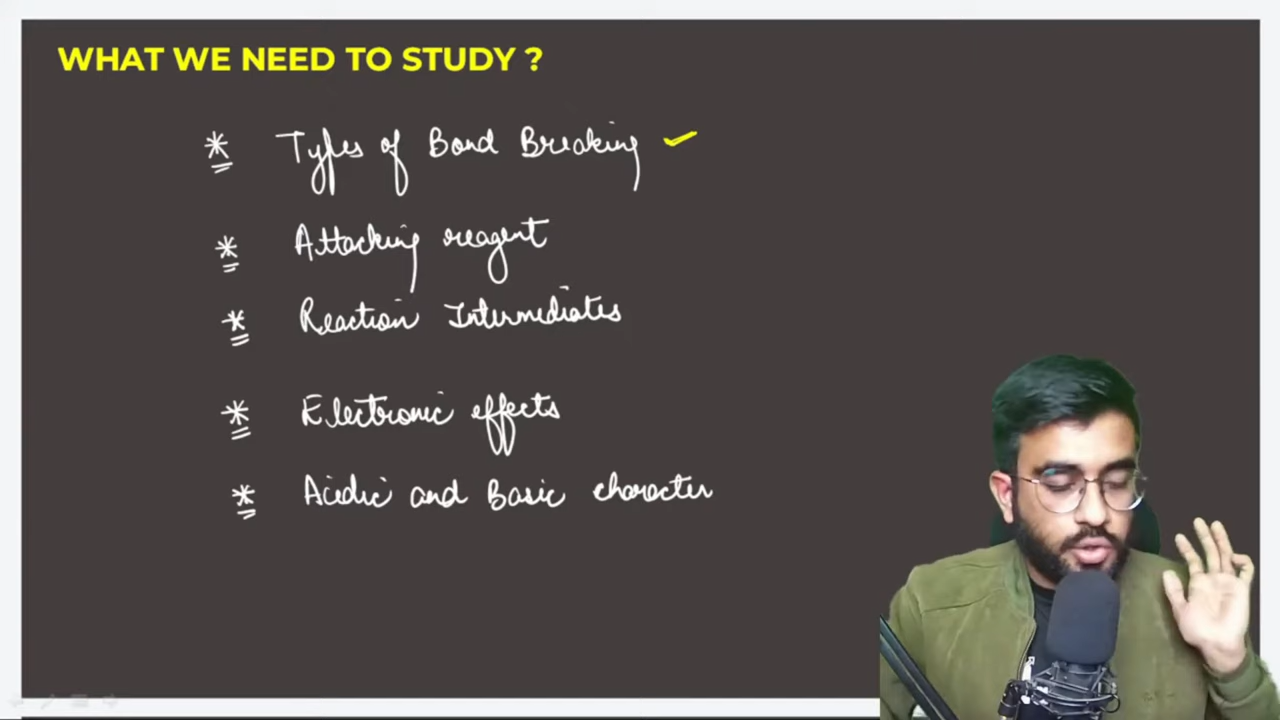 WHAT WE NEED TO STUDY ?
* Types of Bond Breaking ✓
* Attacking reagent
* Reaction Intermediates
* Electronic effects
* Acidic and Basic character